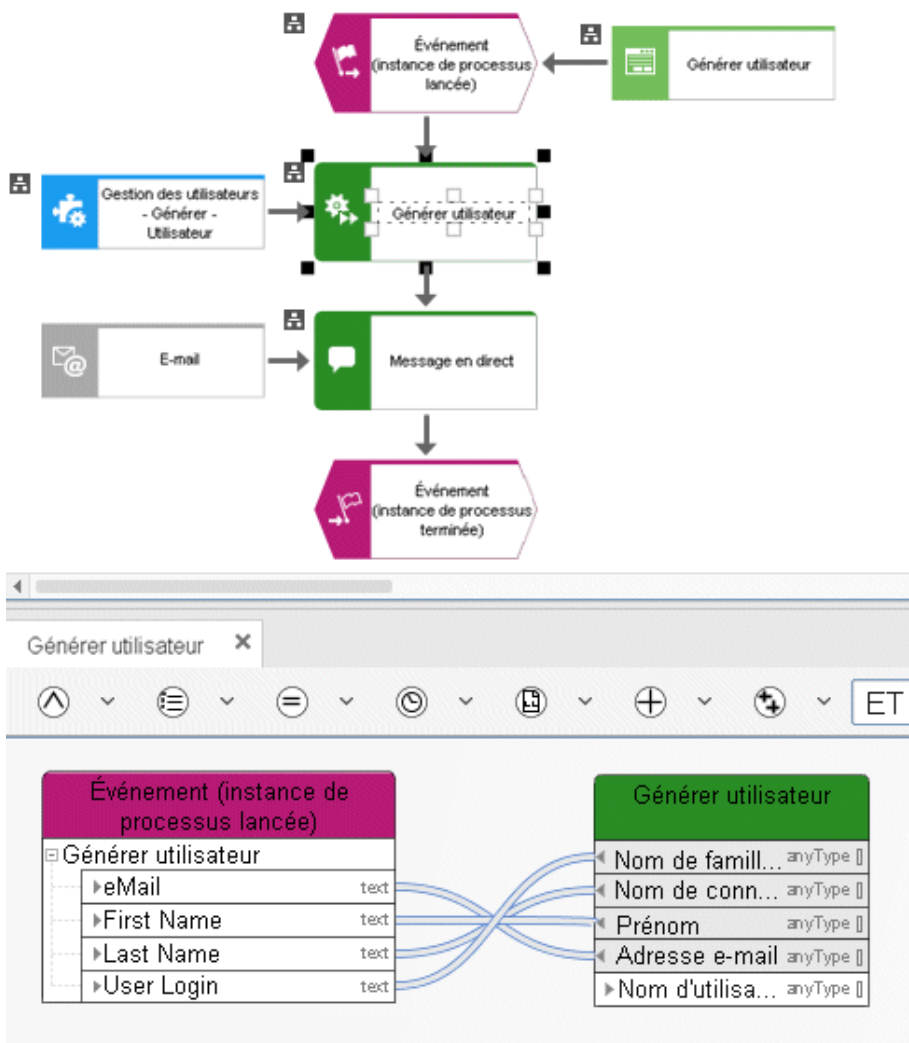 Événement
(instance de processus
lancée)
Générer utilisateur
Gestion des utilisateurs
- Générer -
Utilisateur
Générer utilisateur
E-mail
Message en direct
Événement
(instance de processus
terminée)
Générer utilisateur
ET
Événement (instance de
processus lancée)
Générer utilisateur
eMail text
First Name text
Last Name text
User Login text
Générer utilisateur
Nom de famill... anyType []
Nom de conn... anyType []
Prénom anyType []
Adresse e-mail anyType []
Nom d'utilisa... anyType []